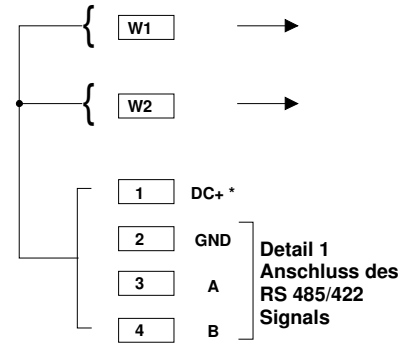 W1
W2
1 DC+ *
2 GND
3 A
4 B
Detail 1
Anschluss des
RS 485/422
Signals